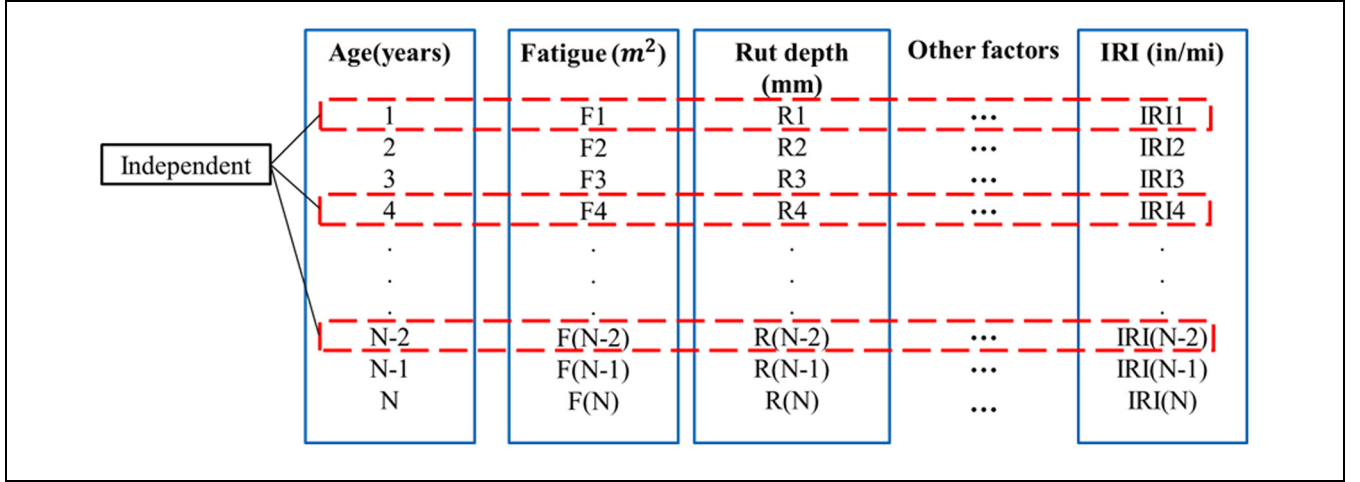 Age(years) Fatigue (m²) Rut depth (mm) Other factors IRI (in/mi)
1 F1 R1 ... IRI1
2 F2 R2 ... IRI2
Independent
3 F3 R3 ... IRI3
4 F4 R4 ... IRI4
. . . .
. . . .
. . . .
N-2 F(N-2) R(N-2) ... IRI(N-2)
N-1 F(N-1) R(N-1) ... IRI(N-1)
N F(N) R(N) ... IRI(N)